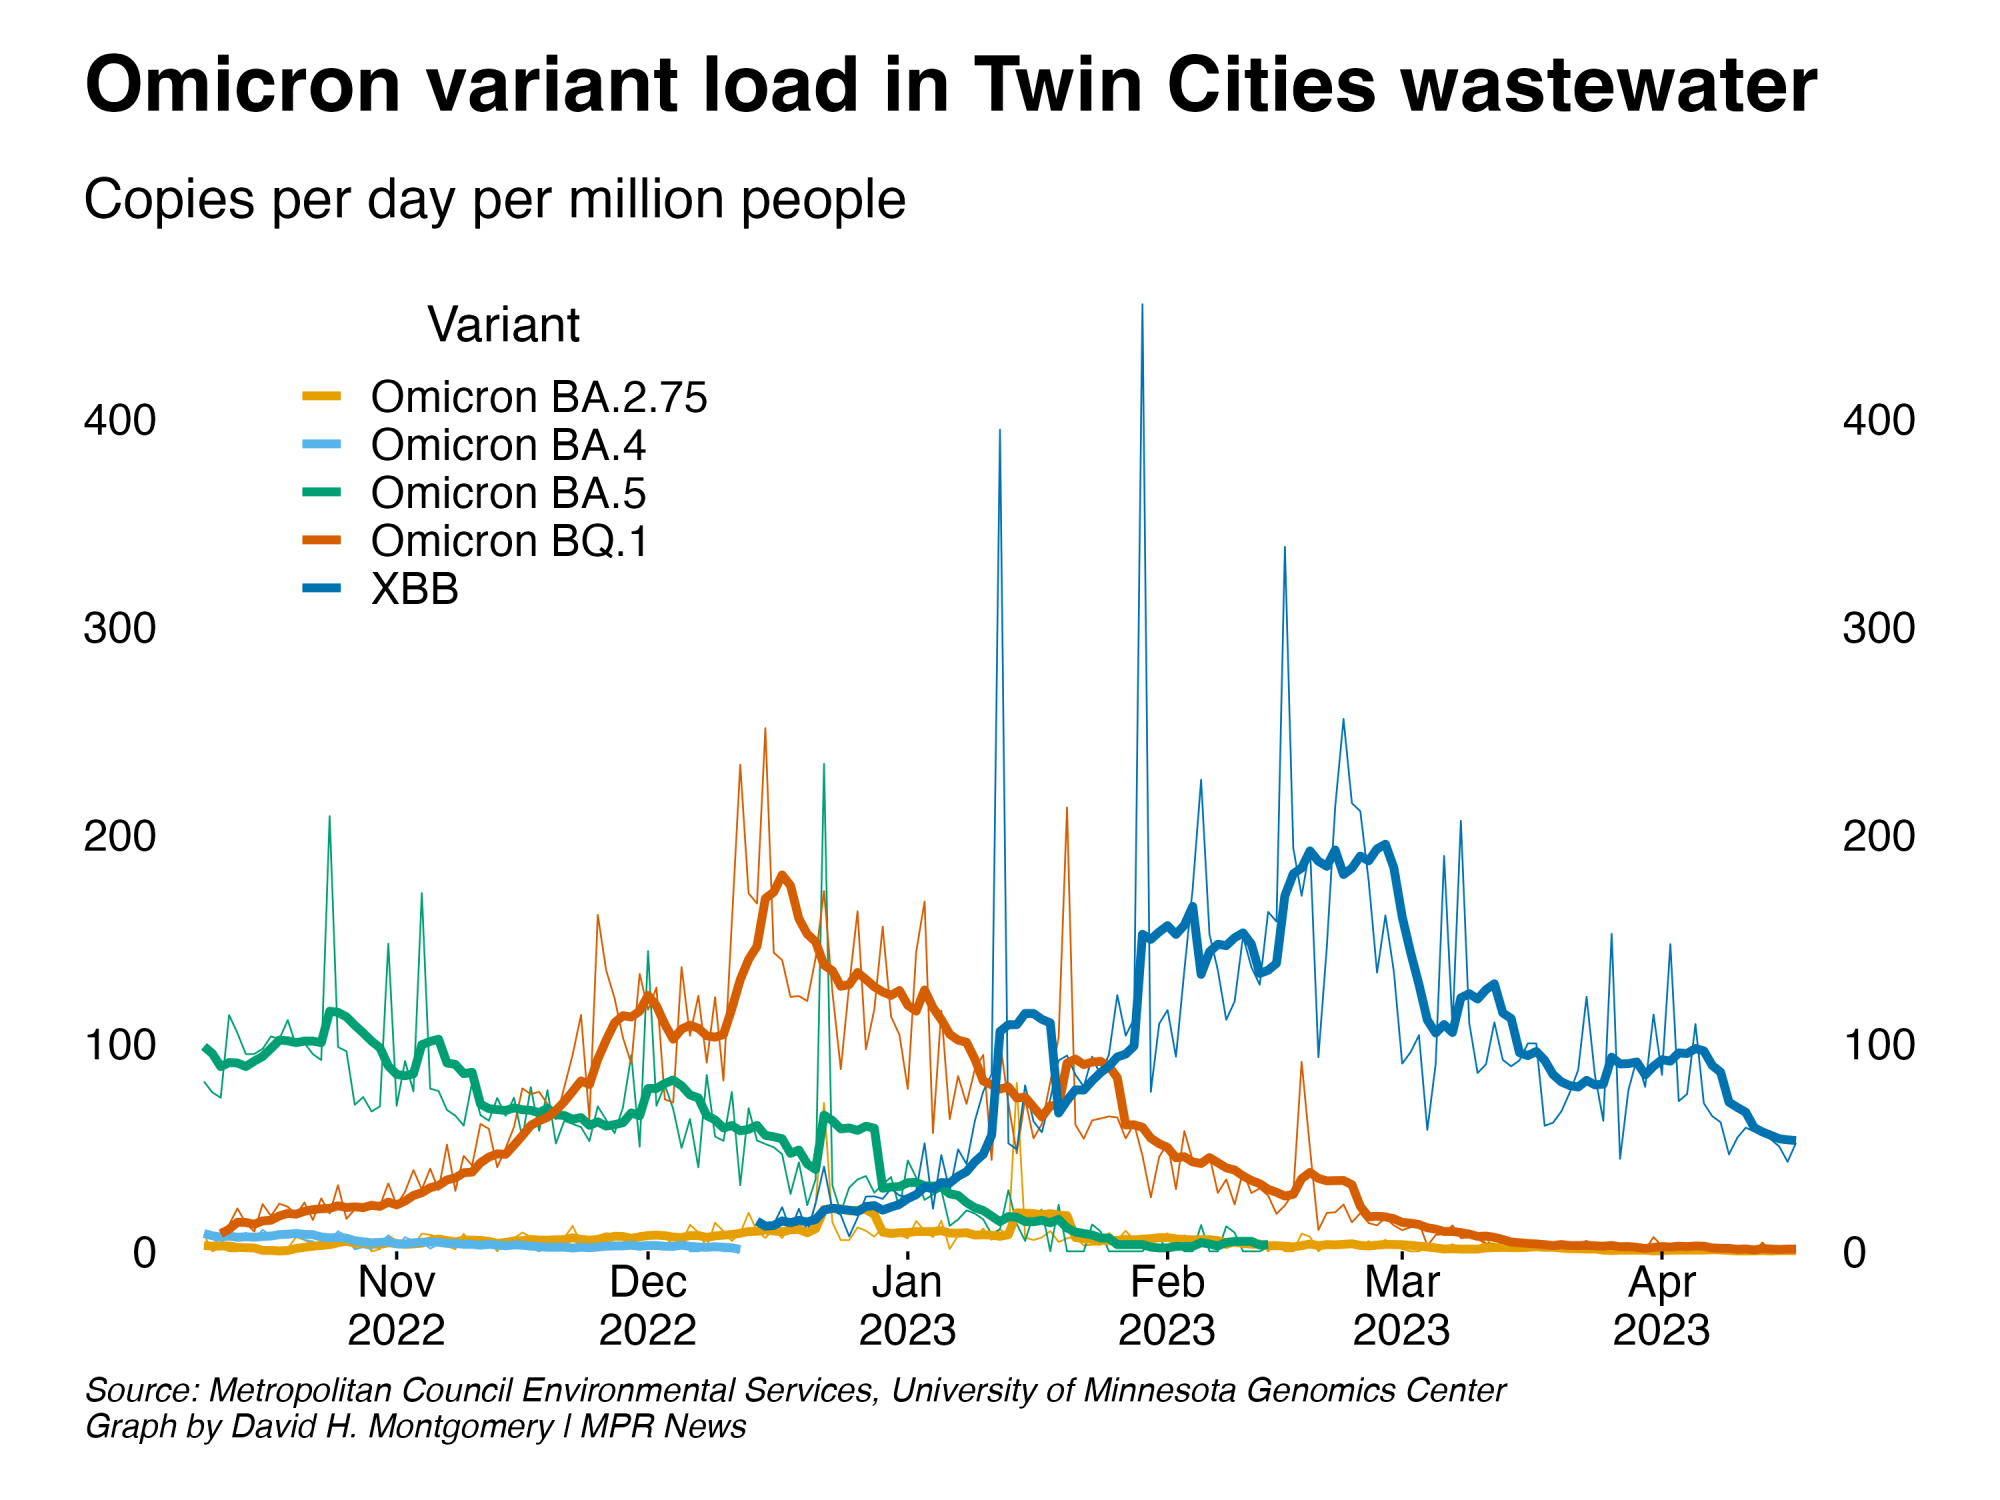 Omicron variant load in Twin Cities wastewater
Copies per day per million people
Variant
Omicron BA.2.75
Omicron BA.4
Omicron BA.5
Omicron BQ.1
XBB
400 400
300 300
200 200
100 100
0 0
Nov Dec Jan Feb Mar Apr
2022 2022 2023 2023 2023 2023
Source: Metropolitan Council Environmental Services, University of Minnesota Genomics Center
Graph by David H. Montgomery | MPR News